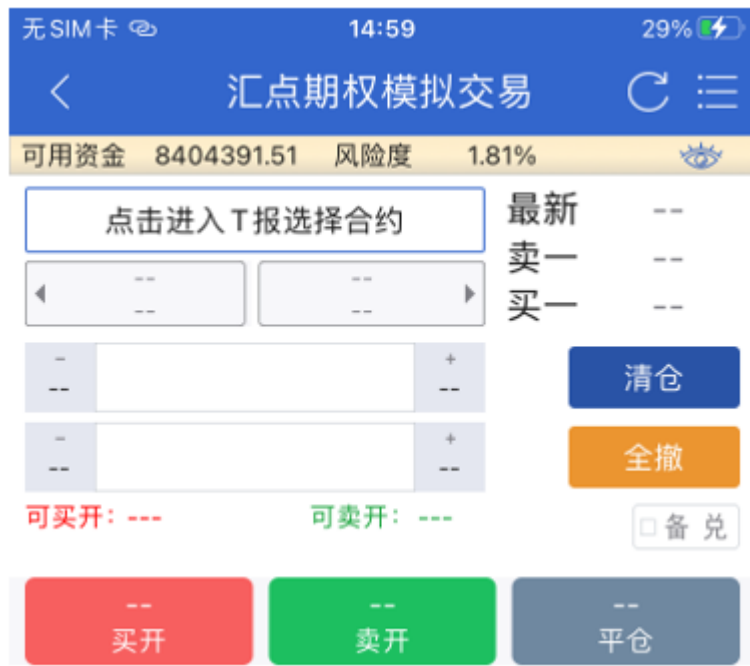 无SIM卡 14:59 29%
汇点期权模拟交易
可用资金 8404391.51 风险度 1.81%
点击进入T报选择合约 最新 --
卖一 --
-- --
-- --
买一 --
- +
-- -- 清仓
- +
-- -- 全撤
可买开: --- 可卖开: --- 备 兑
-- -- --
买开 卖开 平仓